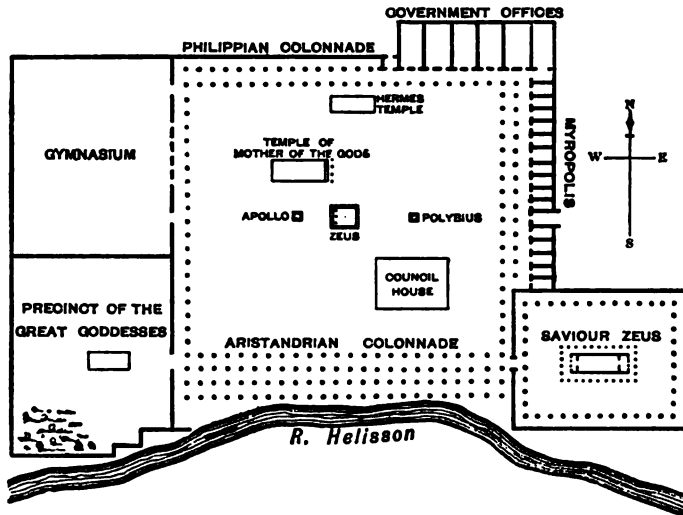 GOVERNMENT OFFICES
PHILIPPIAN COLONNADE
HERMES
TEMPLE
MYROPOLIS
N
W
E
S
GYMNASIUM
TEMPLE OF
MOTHER OF THE GODS
APOLLO
ZEUS
POLYBIUS
COUNCIL
HOUSE
PRECINCT OF THE
GREAT GODDESSES
ARISTANDRIAN COLONNADE
SAVIOUR ZEUS
R. Helisson